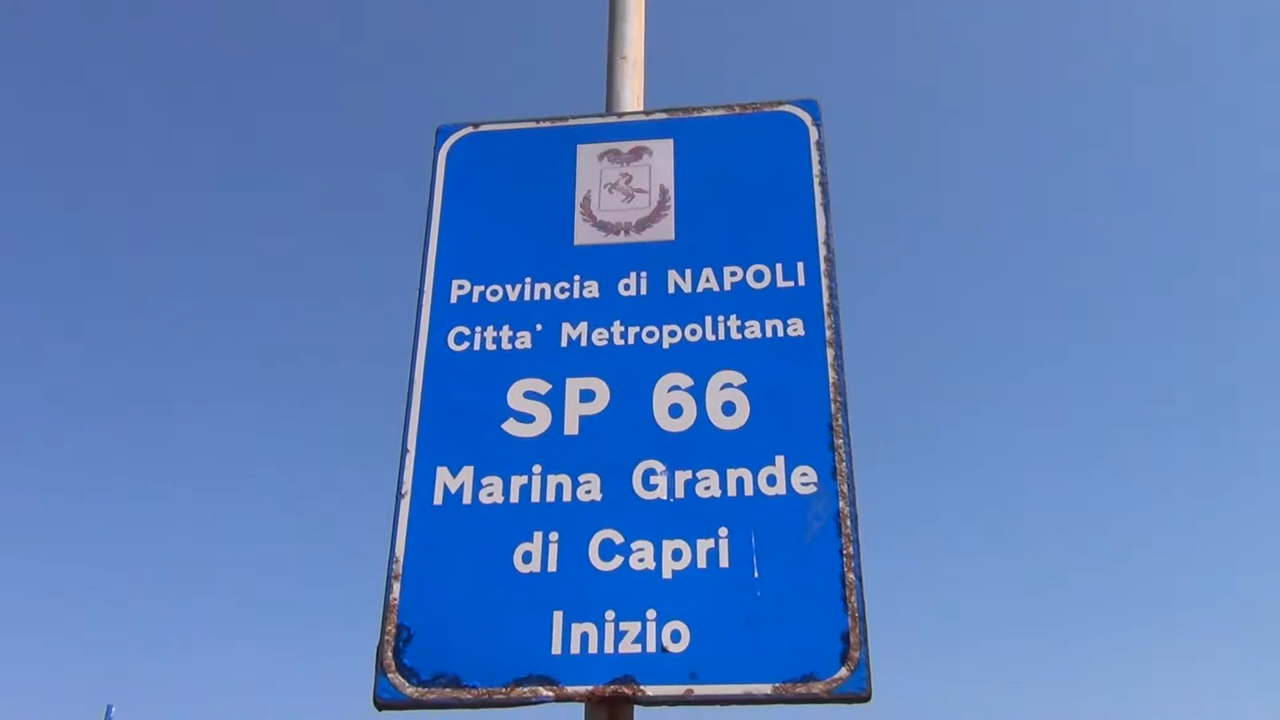 Provincia di NAPOLI
Citta' Metropolitana
SP 66
Marina Grande
di Capri
Inizio